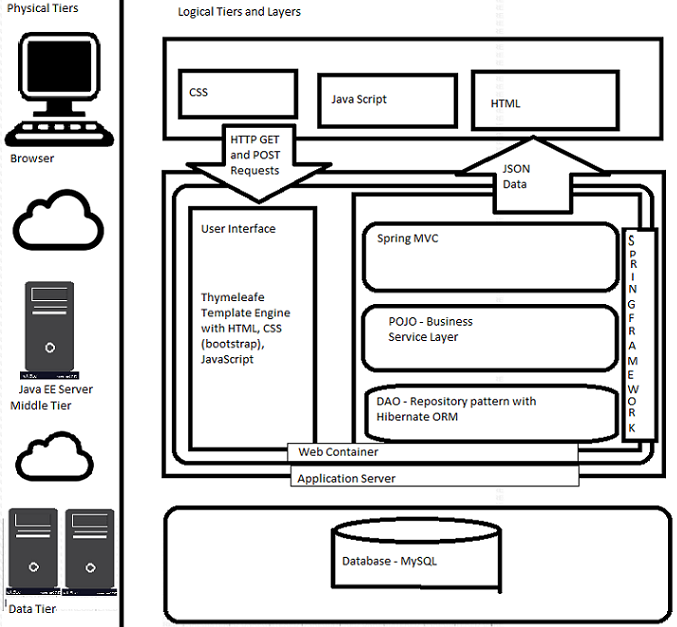 Physical Tiers
Logical Tiers and Layers
CSS
Java Script
HTML
HTTP GET
and POST
Requests
JSON
Data
Browser
User Interface
Thymeleafe
Template Engine
with HTML, CSS
(bootstrap),
JavaScript
Spring MVC
POJO - Business
Service Layer
DAO - Repository pattern with
Hibernate ORM
SPRINGFRAMEWORK
Java EE Server
Middle Tier
Web Container
Application Server
Database - MySQL
Data Tier